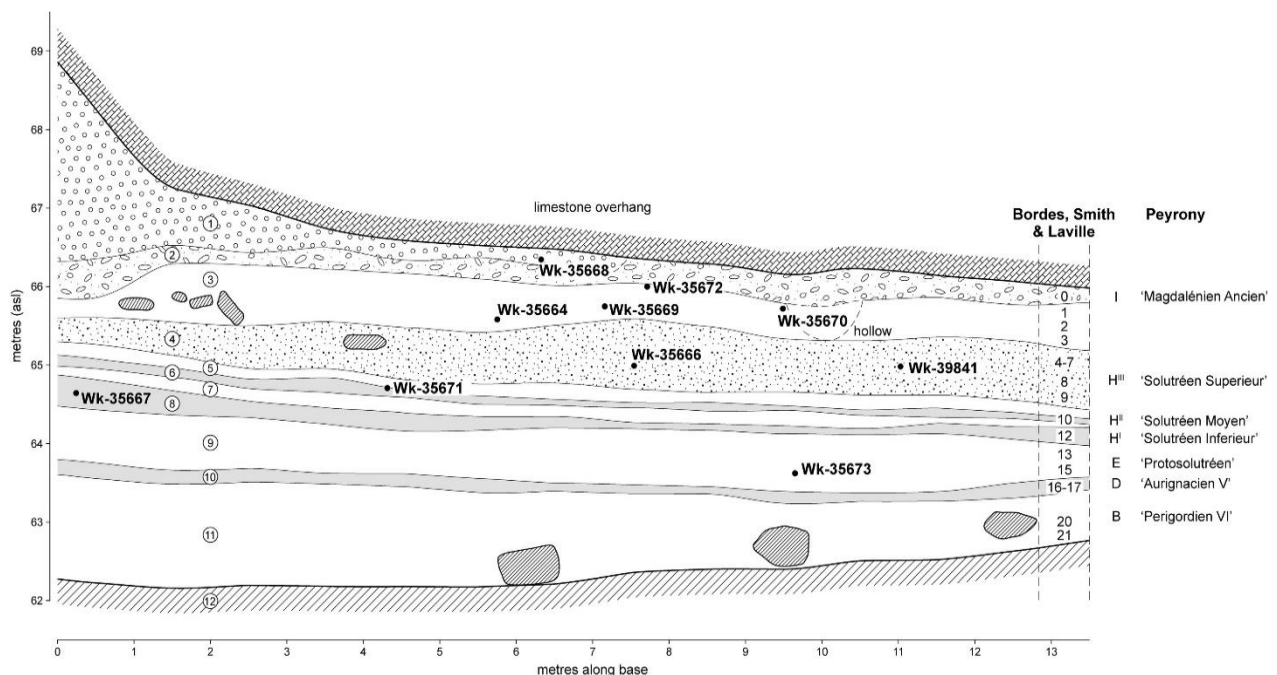 69
68
67
66
65
64
63
62
metres (asl)
0
1
2
3
4
5
6
7
8
9
10
11
12
13
metres along base
limestone overhang
①
②
③
④
⑤
⑥
⑦
⑧
⑨
⑩
⑪
⑫
Wk-35668
Wk-35672
Wk-35664
Wk-35669
Wk-35670
hollow
Wk-35666
Wk-39841
Wk-35671
Wk-35667
Wk-35673
Bordes, Smith
& Laville
Peyrony
0
1
2
3
4-7
8
9
10
12
13
15
16-17
20
21
I 'Magdalénien Ancien'
Hᴵᴵᴵ 'Solutréen Superieur'
Hᴵᴵ 'Solutréen Moyen'
Hᴵ 'Solutréen Inferieur'
E 'Protosolutréen'
D 'Aurignacien V'
B 'Perigordien VI'